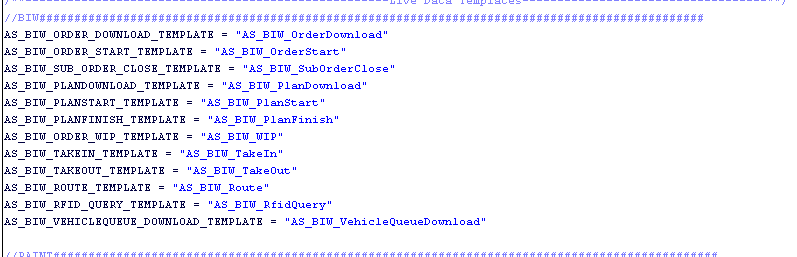 Live Data Templates
//BIW###############################################################################################
AS_BIW_ORDER_DOWNLOAD_TEMPLATE = "AS_BIW_OrderDownload"
AS_BIW_ORDER_START_TEMPLATE = "AS_BIW_OrderStart"
AS_BIW_SUB_ORDER_CLOSE_TEMPLATE = "AS_BIW_SubOrderClose"
AS_BIW_PLANDOWNLOAD_TEMPLATE = "AS_BIW_PlanDownload"
AS_BIW_PLANSTART_TEMPLATE = "AS_BIW_PlanStart"
AS_BIW_PLANFINISH_TEMPLATE = "AS_BIW_PlanFinish"
AS_BIW_ORDER_WIP_TEMPLATE = "AS_BIW_WIP"
AS_BIW_TAKEIN_TEMPLATE = "AS_BIW_TakeIn"
AS_BIW_TAKEOUT_TEMPLATE = "AS_BIW_TakeOut"
AS_BIW_ROUTE_TEMPLATE = "AS_BIW_Route"
AS_BIW_RFID_QUERY_TEMPLATE = "AS_BIW_RfidQuery"
AS_BIW_VEHICLEQUEUE_DOWNLOAD_TEMPLATE = "AS_BIW_VehicleQueueDownload"
//PAINT###############################################################################################